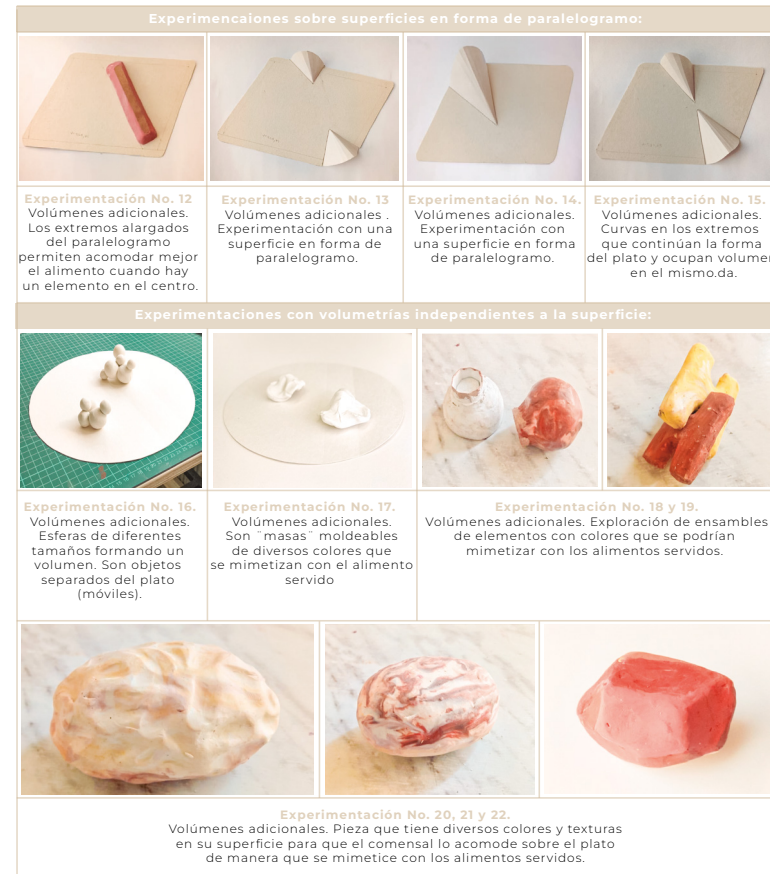 Experimencaiones sobre superficies en forma de paralelogramo:
Experimentación No. 12
Volúmenes adicionales.
Los extremos alargados
del paralelogramo
permiten acomodar mejor
el alimento cuando hay
un elemento en el centro.
Experimentación No. 13
Volúmenes adicionales .
Experimentación con una
superficie en forma de
paralelogramo.
Experimentación No. 14.
Volúmenes adicionales.
Experimentación con
una superficie en forma
de paralelogramo.
Experimentación No. 15.
Volúmenes adicionales.
Curvas en los extremos
que continúan la forma
del plato y ocupan volumen
en el mismo.da.
Experimentaciones con volumetrías independientes a la superficie:
Experimentación No. 16.
Volúmenes adicionales.
Esferas de diferentes
tamaños formando un
volumen. Son objetos
separados del plato
(móviles).
Experimentación No. 17.
Volúmenes adicionales.
Son ¨masas¨ moldeables
de diversos colores que
se mimetizan con el alimento
servido
Experimentación No. 18 y 19.
Volúmenes adicionales. Exploración de ensambles
de elementos con colores que se podrían
mimetizar con los alimentos servidos.
Experimentación No. 20, 21 y 22.
Volúmenes adicionales. Pieza que tiene diversos colores y texturas
en su superficie para que el comensal lo acomode sobre el plato
de manera que se mimetice con los alimentos servidos.